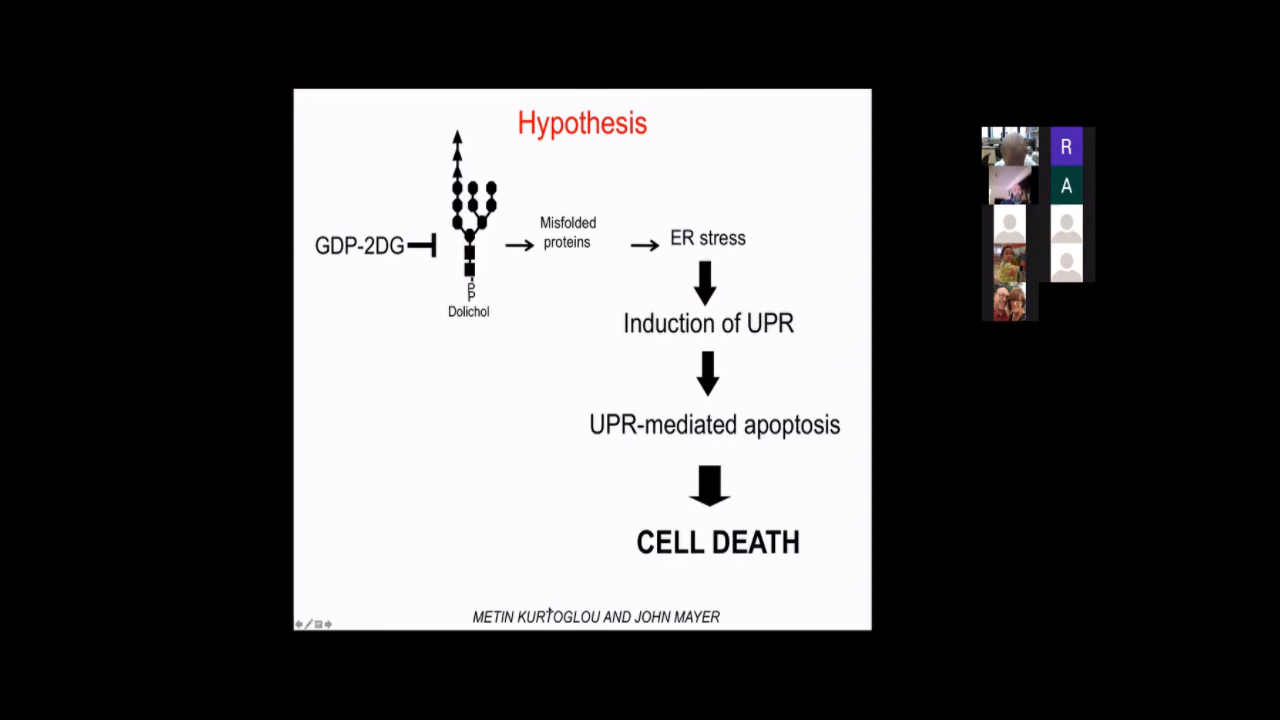 Hypothesis
GDP-2DG
P
P
Dolichol
Misfolded
proteins
ER stress
Induction of UPR
UPR-mediated apoptosis
CELL DEATH
METIN KURTOGLOU AND JOHN MAYER
R
A